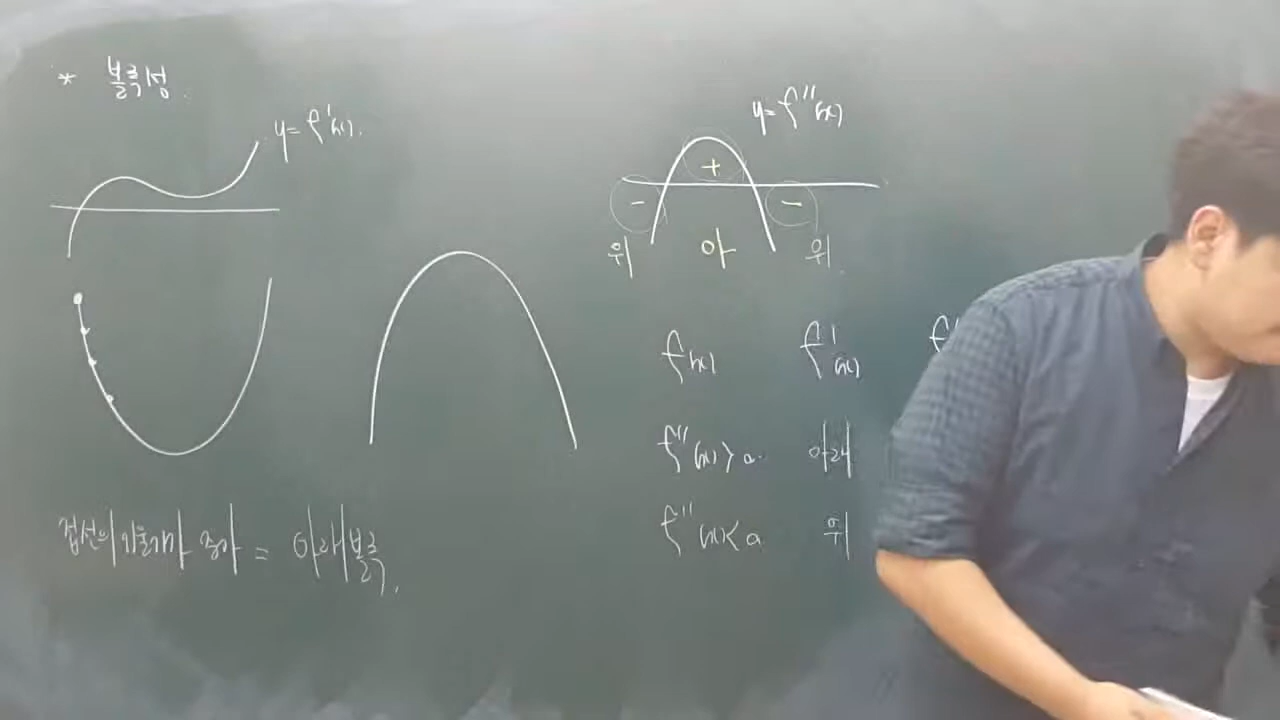 * 볼록성
y=f'(x).
y=f''(x)
- + -
위 아 위.
f(x) f'(x)
f''(x)>0. 아래
f''(x)<0. 위
접선의 기울기가 증가 = 아래볼록.